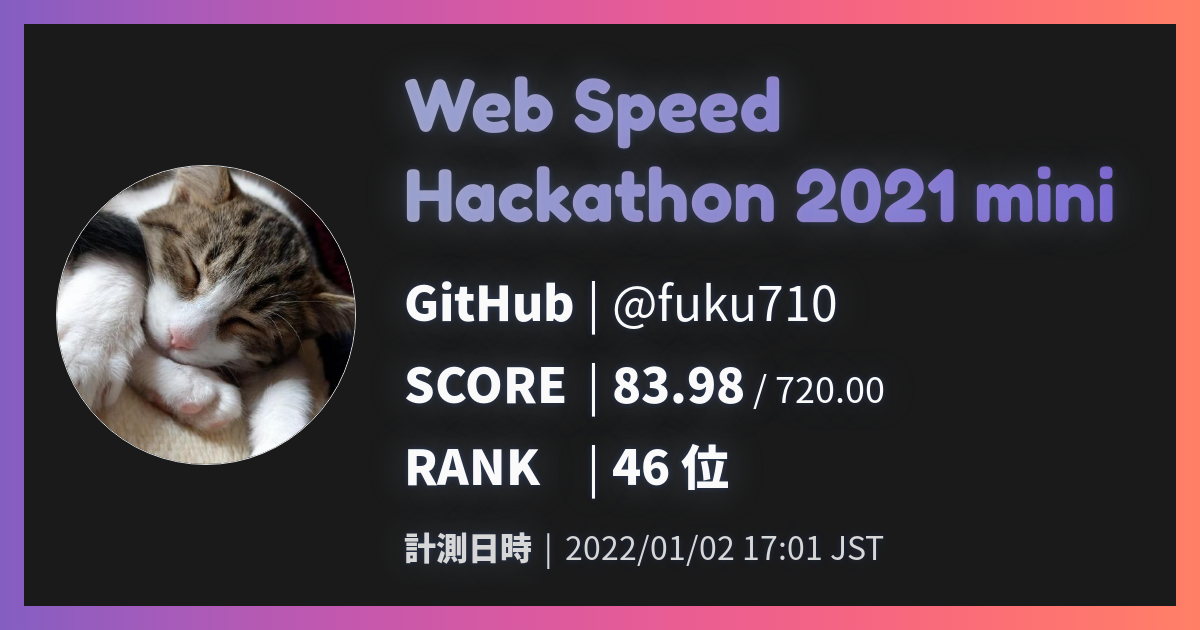 Web Speed
Hackathon 2021 mini
GitHub | @fuku710
SCORE | 83.98 / 720.00
RANK | 46 位
計測日時 | 2022/01/02 17:01 JST